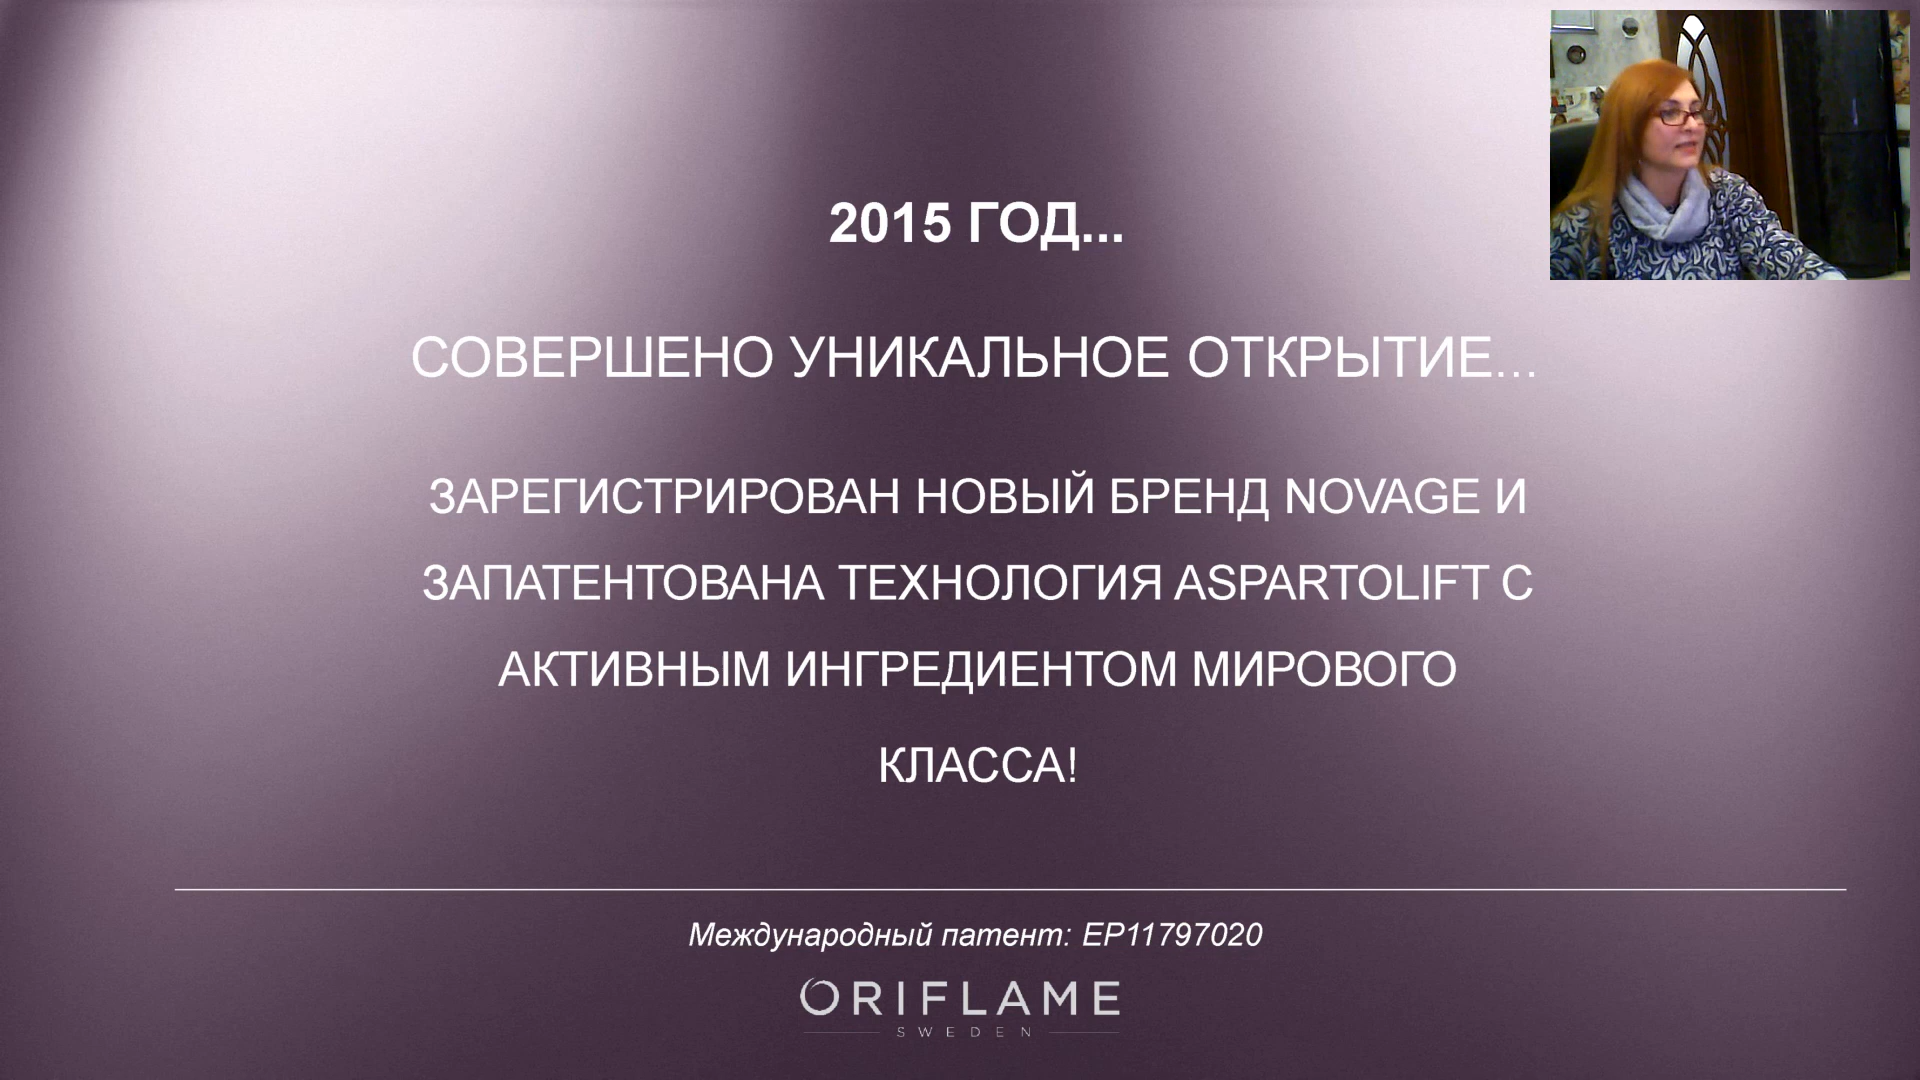 2015 ГОД...
СОВЕРШЕНО УНИКАЛЬНОЕ ОТКРЫТИЕ...
ЗАРЕГИСТРИРОВАН НОВЫЙ БРЕНД NOVAGE И
ЗАПАТЕНТОВАНА ТЕХНОЛОГИЯ ASPARTOLIFT С
АКТИВНЫМ ИНГРЕДИЕНТОМ МИРОВОГО
КЛАССА!
Международный патент: EP11797020
ORIFLAME
SWEDEN